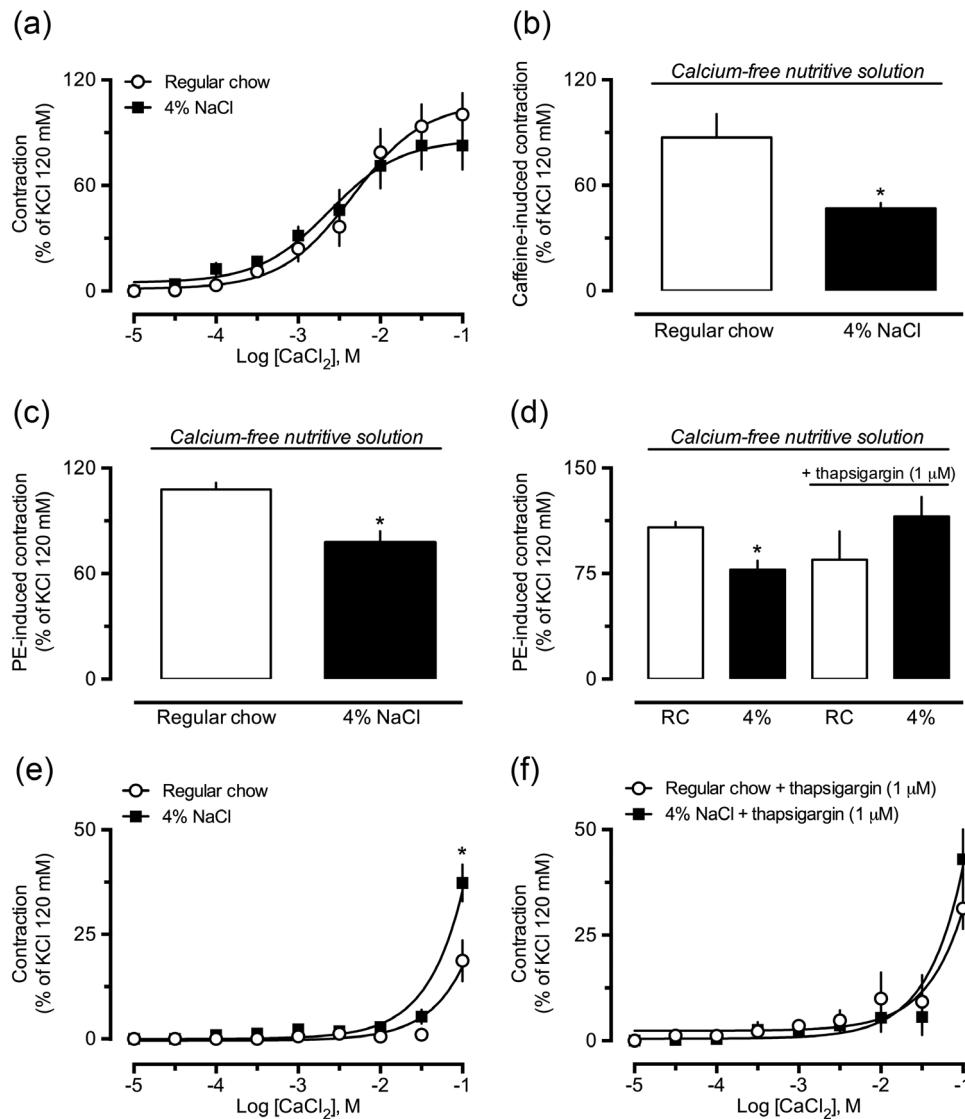 (a)
Regular chow
4% NaCl
Contraction
(% of KCl 120 mM)
120
60
0
-5
-4
-3
-2
-1
Log [CaCl2], M
(b)
Calcium-free nutritive solution
Caffeine-inudced contraction
(% of KCl 120 mM)
120
60
0
*
Regular chow
4% NaCl
(c)
Calcium-free nutritive solution
PE-induced contraction
(% of KCl 120 mM)
120
60
0
*
Regular chow
4% NaCl
(d)
Calcium-free nutritive solution
+ thapsigargin (1 μM)
PE-induced contraction
(% of KCl 120 mM)
150
75
0
*
RC
4%
RC
4%
(e)
Regular chow
4% NaCl
Contraction
(% of KCl 120 mM)
50
25
0
*
-5
-4
-3
-2
-1
Log [CaCl2], M
(f)
Regular chow + thapsigargin (1 μM)
4% NaCl + thapsigargin (1 μM)
Contraction
(% of KCl 120 mM)
50
25
0
-5
-4
-3
-2
-1
Log [CaCl2], M